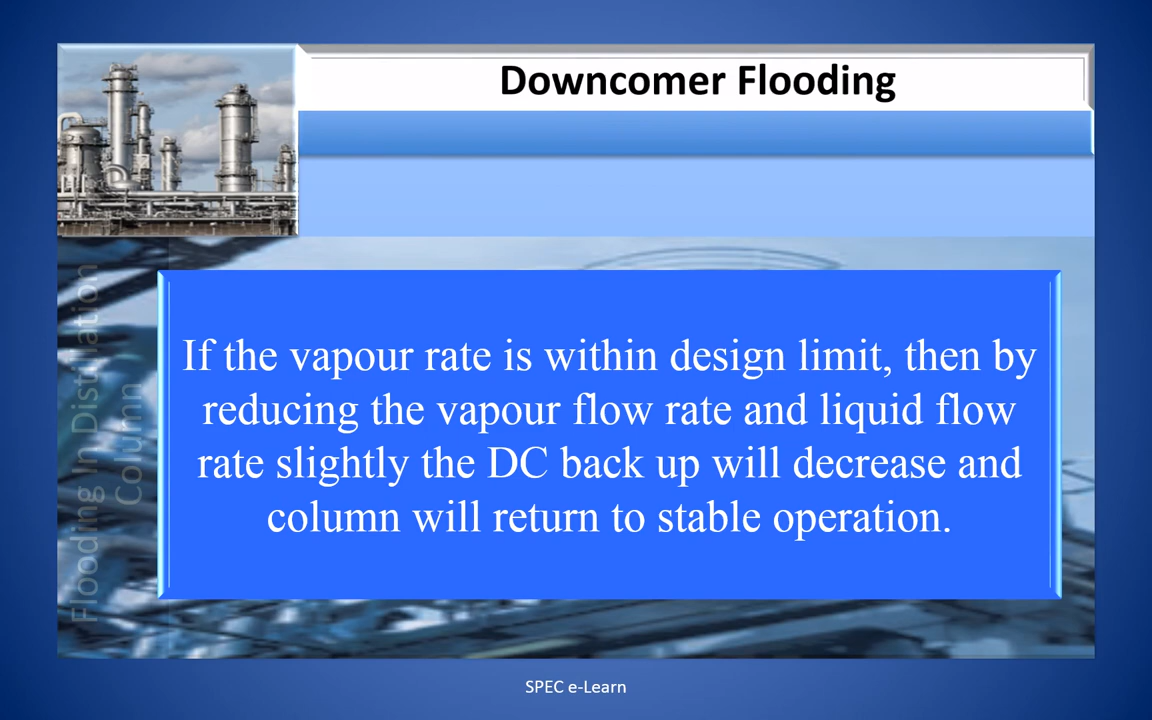 Downcomer Flooding
Flooding In Distillation
Column
If the vapour rate is within design limit, then by
reducing the vapour flow rate and liquid flow
rate slightly the DC back up will decrease and
column will return to stable operation.
SPEC e-Learn